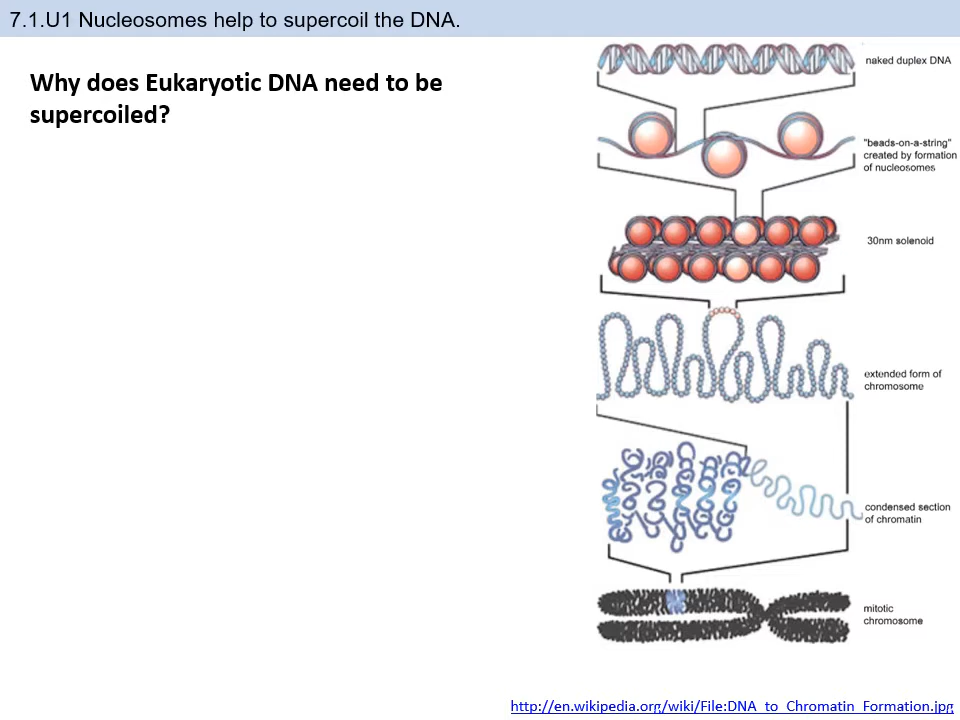 7.1.U1 Nucleosomes help to supercoil the DNA.
Why does Eukaryotic DNA need to be
supercoiled?
naked duplex DNA
"beads-on-a-string"
created by formation
of nucleosomes
30nm solenoid
extended form of
chromosome
condensed section
of chromatin
mitotic
chromosome
http://en.wikipedia.org/wiki/File:DNA_to_Chromatin_Formation.jpg